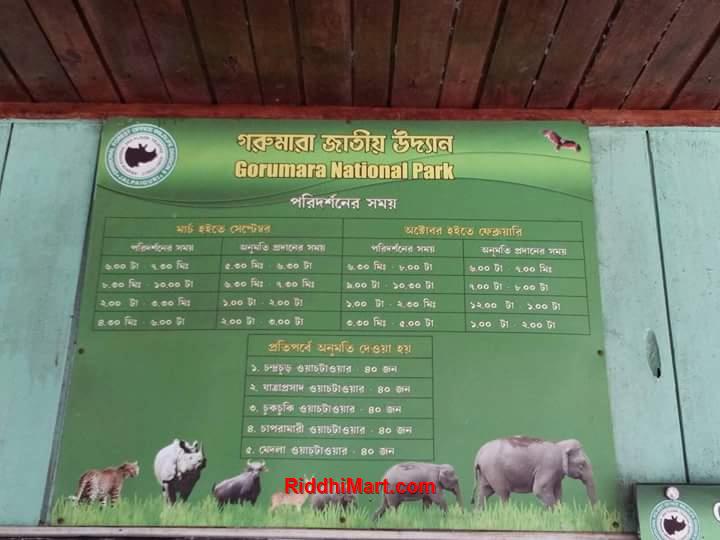 গরুমারা জাতীয় উদ্যান
Gorumara National Park
পরিদর্শনের সময়
মার্চ হইতে সেপ্টেম্বর অক্টোবর হইতে ফেব্রুয়ারি
পরিদর্শনের সময় অনুমতি প্রদানের সময় পরিদর্শনের সময় অনুমতি প্রদানের সময়
৬.০০ টা - ৭.৩০ মিঃ ৫.৩০ মিঃ - ৬.৩০ টা ৬.৩০ মিঃ - ৮.০০ টা ৬.০০ টা - ৭.০০ মিঃ
৮.৩০ মিঃ - ১০.০০ টা ৬.৩০ মিঃ - ৭.৩০ মিঃ ৯.০০ টা - ১০.৩০ টা ৭.০০ টা - ৮.০০ টা
২.০০ টা - ৩.৩০ মিঃ ১.০০ টা - ২.০০ টা ১.০০ টা - ২.৩০ মিঃ ১২.০০ টা - ১.০০ টা
৪.৩০ মিঃ - ৬.০০ টা ২.০০ টা - ৩.০০ টা ৩.৩০ মিঃ - ৫.০০ টা ১.০০ টা - ২.০০ টা
প্রতিপর্বে অনুমতি দেওয়া হয়
১. চন্দ্রচূড় ওয়াচটাওয়ার - ৪০ জন
২. যাত্রাপ্রসাদ ওয়াচটাওয়ার - ৪০ জন
৩. চুকচুকি ওয়াচটাওয়ার - ৪০ জন
৪. চাপরামারী ওয়াচটাওয়ার - ৪০ জন
৫. মেদলা ওয়াচটাওয়ার - ৪০ জন
RiddhiMart.com